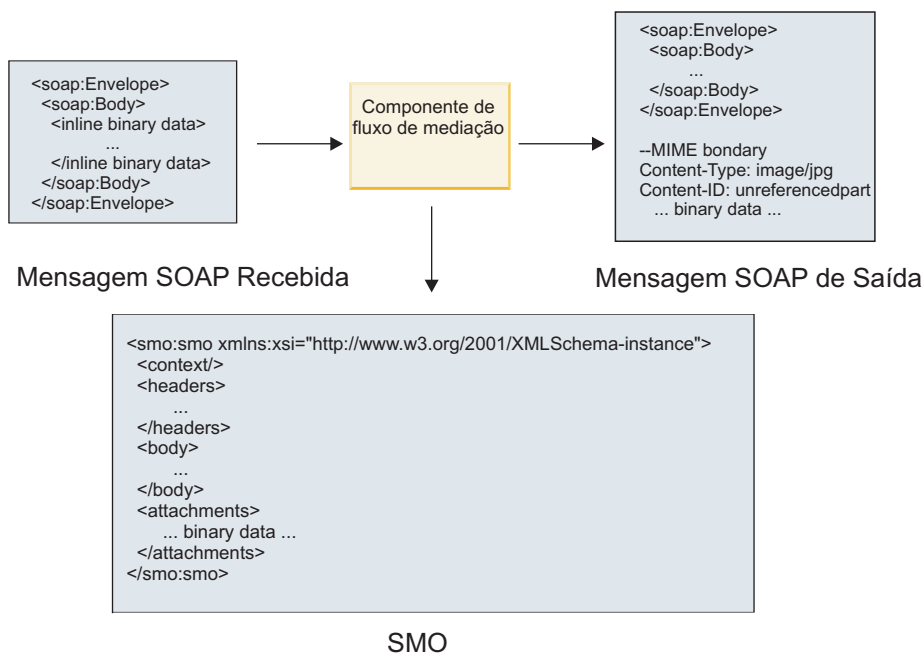 <soap:Envelope>
<soap:Body>
<inline binary data>
...
</inline binary data>
</soap:Body>
</soap:Envelope>
Mensagem SOAP Recebida
Componente de
fluxo de mediação
<soap:Envelope>
<soap:Body>
...
</soap:Body>
</soap:Envelope>
--MIME bondary
Content-Type: image/jpg
Content-ID: unreferencedpart
... binary data ...
Mensagem SOAP de Saída
<smo:smo xmlns:xsi="http://www.w3.org/2001/XMLSchema-instance">
<context/>
<headers>
...
</headers>
<body>
...
</body>
<attachments>
... binary data ...
</attachments>
</smo:smo>
SMO